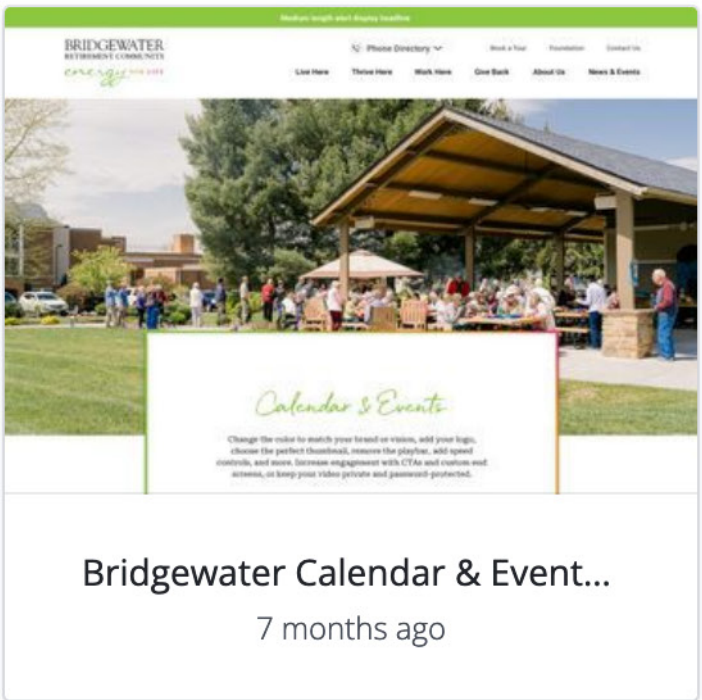 Medium length alert display headline
BRIDGEWATER
RETIREMENT COMMUNITY
energy FOR LIFE
Phone Directory
Book a Tour
Foundation
Contact Us
Live Here
Thrive Here
Work Here
Give Back
About Us
News & Events
Calendar & Events
Change the color to match your brand or vision, add your logo,
choose the perfect thumbnail, remove the playbar, add speed
controls, and more. Increase engagement with CTAs and custom end
screens, or keep your video private and password-protected.
Bridgewater Calendar & Event...
7 months ago